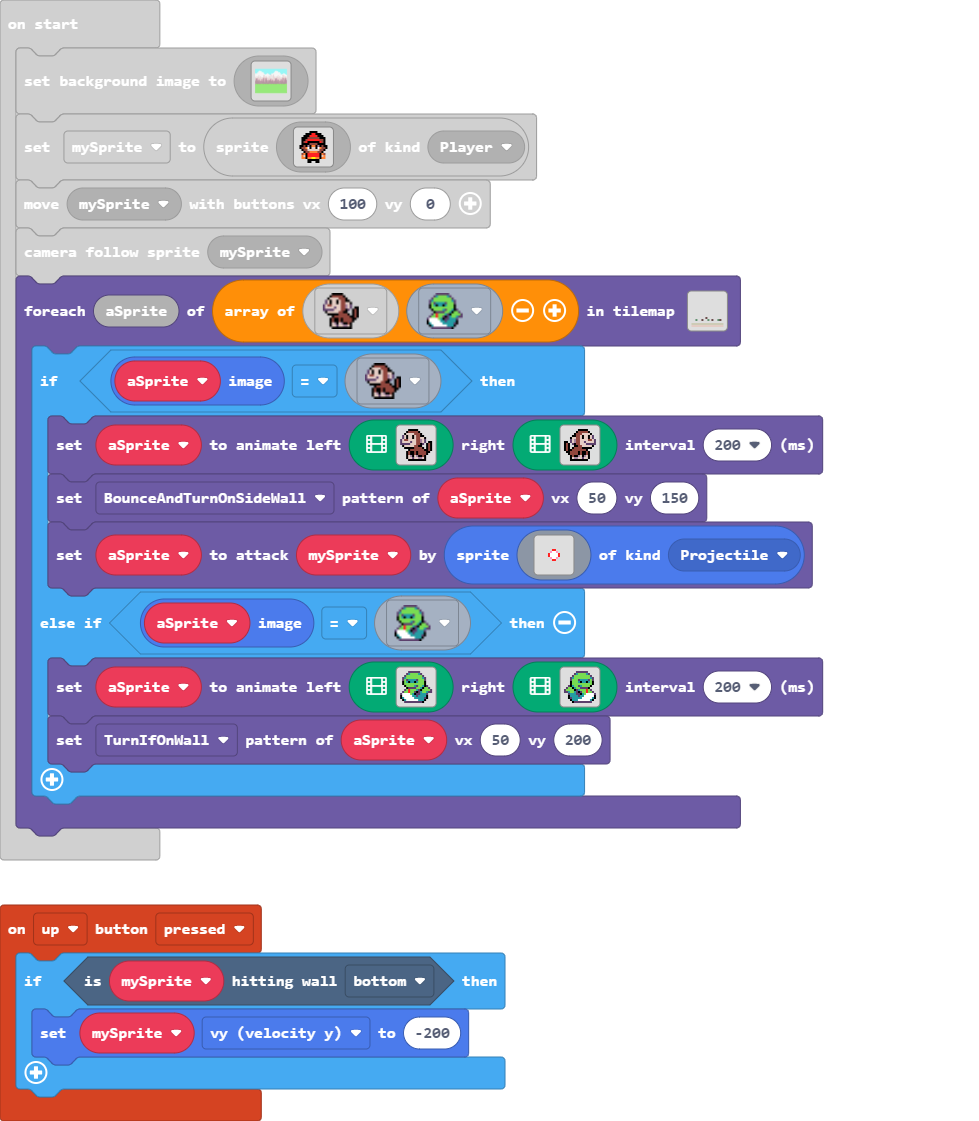 on start
set background image to
set mySprite to sprite of kind Player
move mySprite with buttons vx 100 vy 0
camera follow sprite mySprite
foreach aSprite of array of in tilemap
if aSprite image = then
set aSprite to animate left right interval 200 (ms)
set BounceAndTurnOnSideWall pattern of aSprite vx 50 vy 150
set aSprite to attack mySprite by sprite of kind Projectile
else if aSprite image = then
set aSprite to animate left right interval 200 (ms)
set TurnIfOnWall pattern of aSprite vx 50 vy 200
on up button pressed
if is mySprite hitting wall bottom then
set mySprite vy (velocity y) to -200